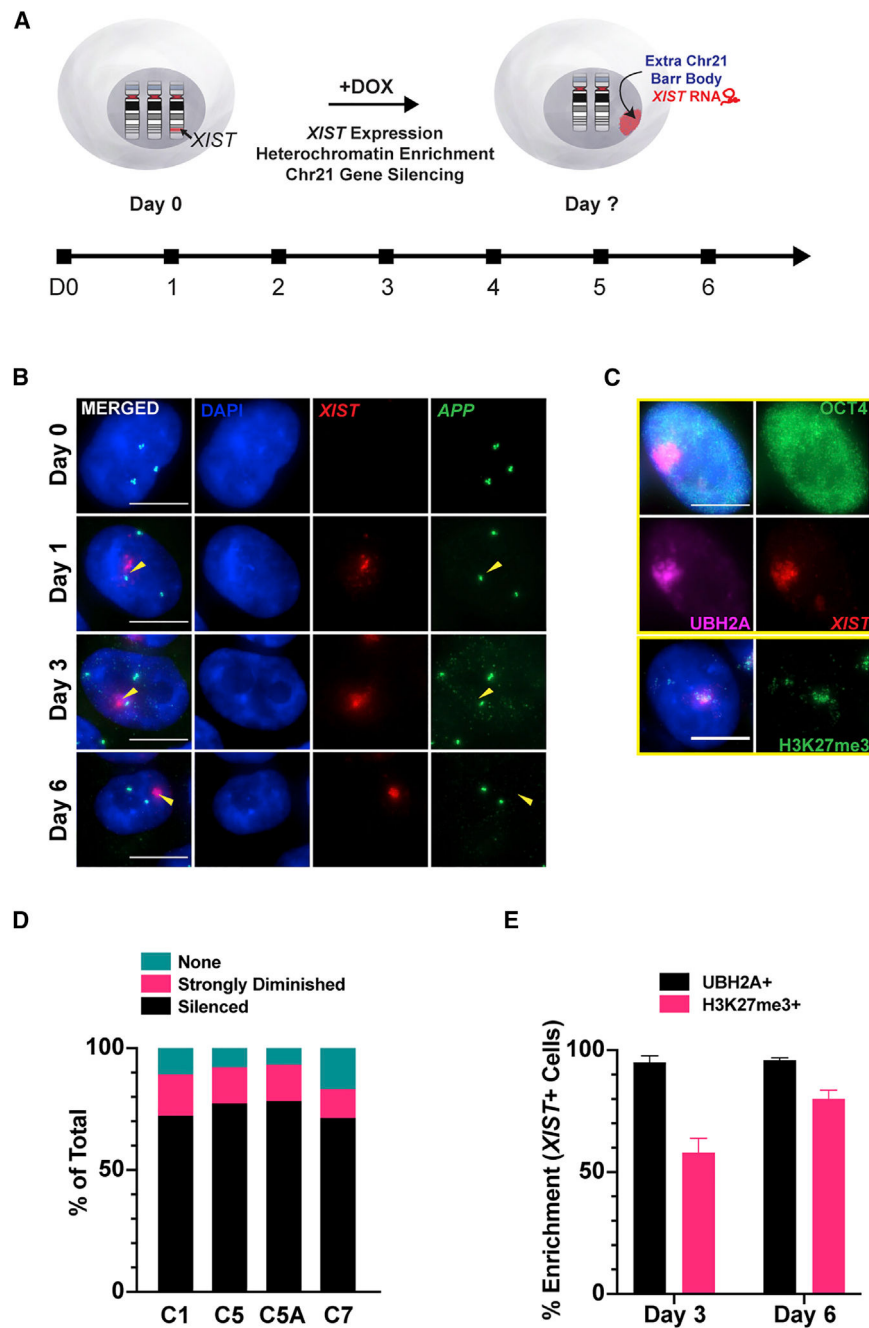 A
XIST
Day 0
+DOX
XIST Expression
Heterochromatin Enrichment
Chr21 Gene Silencing
Extra Chr21
Barr Body
XIST RNA
Day ?
D0 1 2 3 4 5 6
B
MERGED DAPI XIST APP
Day 0
Day 1
Day 3
Day 6
C
OCT4
UBH2A XIST
H3K27me3
D
None
Strongly Diminished
Silenced
% of Total
100
50
0
C1 C5 C5A C7
E
UBH2A+
H3K27me3+
% Enrichment (XIST+ Cells)
100
50
0
Day 3 Day 6